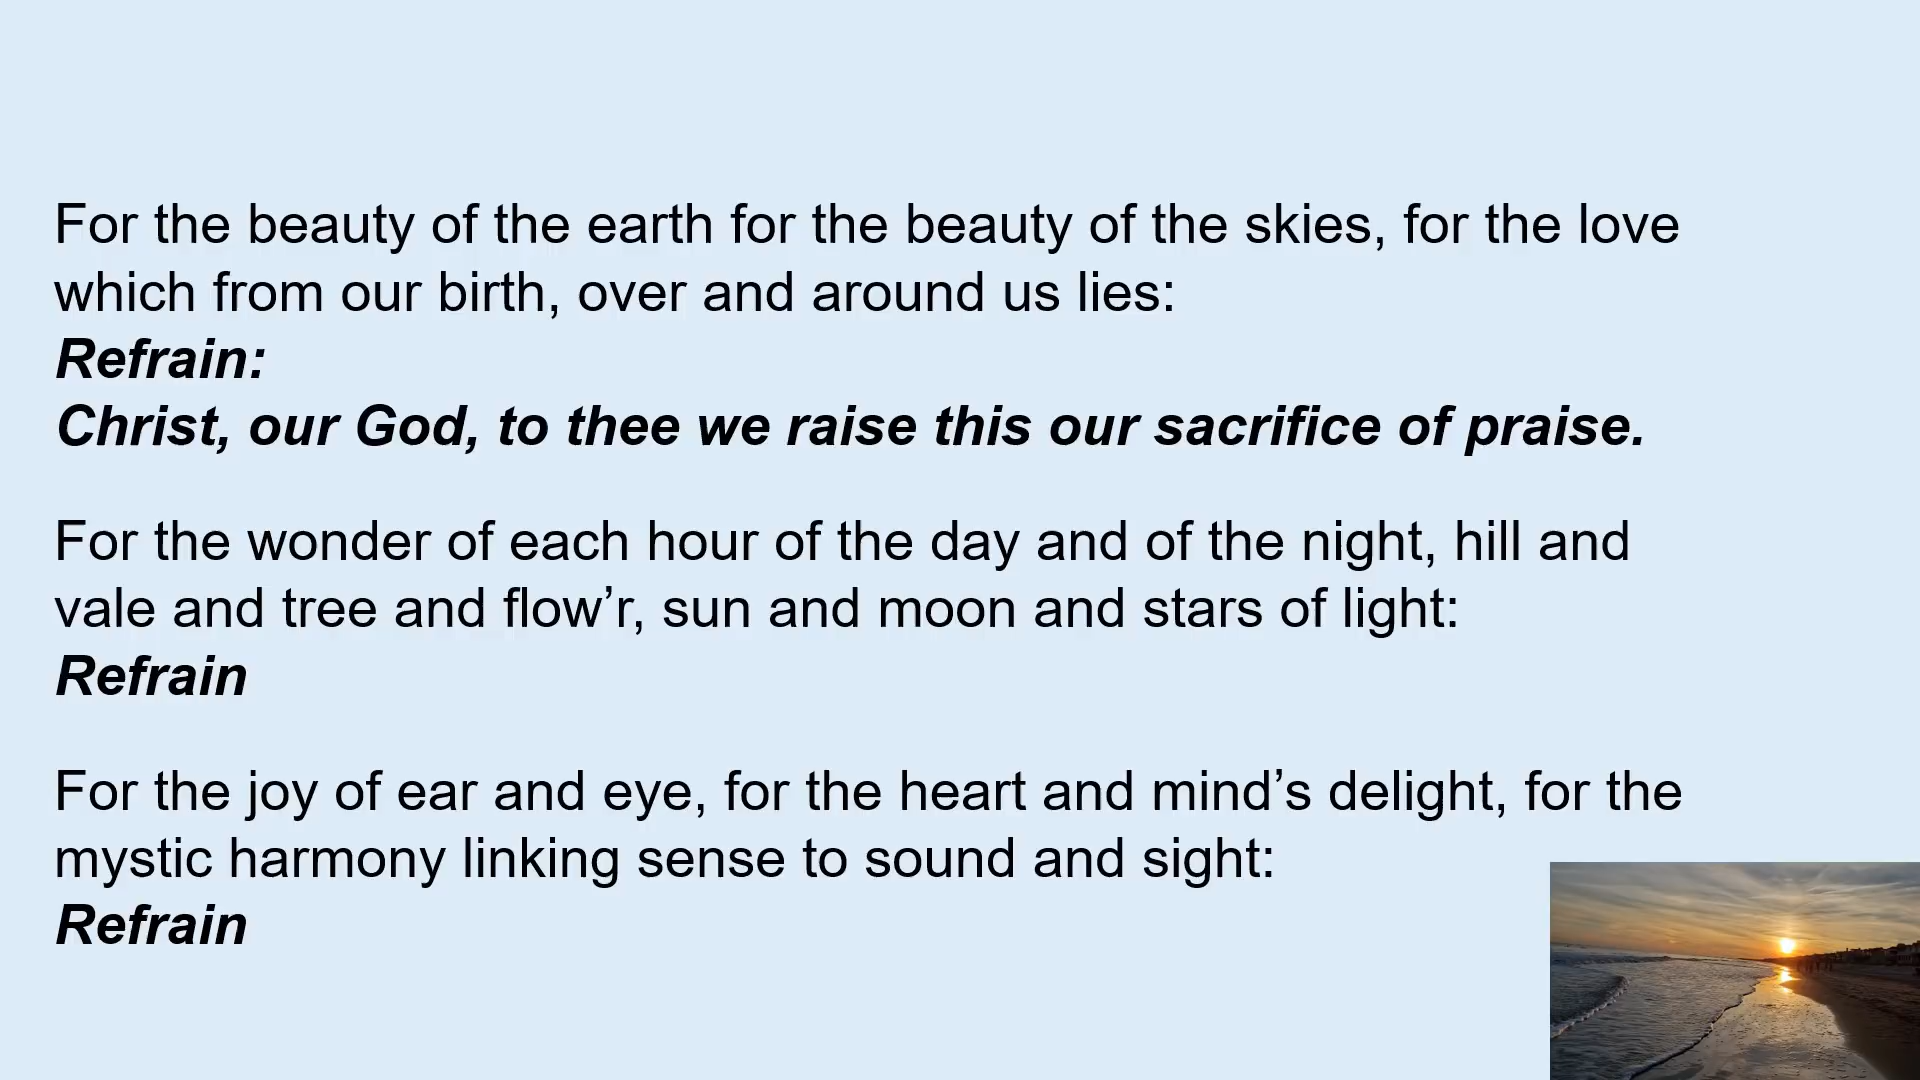 For the beauty of the earth for the beauty of the skies, for the love
which from our birth, over and around us lies:
Refrain:
Christ, our God, to thee we raise this our sacrifice of praise.
For the wonder of each hour of the day and of the night, hill and
vale and tree and flow’r, sun and moon and stars of light:
Refrain
For the joy of ear and eye, for the heart and mind’s delight, for the
mystic harmony linking sense to sound and sight:
Refrain